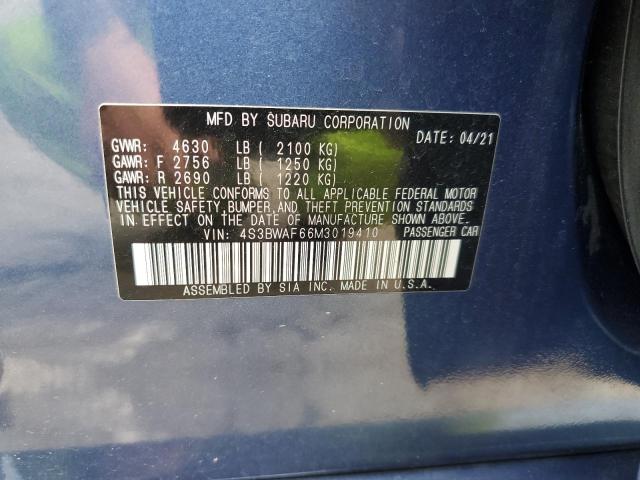 MFD BY SUBARU CORPORATION
DATE: 04/21
GVWR: 4630 LB ( 2100 KG)
GAWR: F 2756 LB ( 1250 KG)
GAWR: R 2690 LB ( 1220 KG)
THIS VEHICLE CONFORMS TO ALL APPLICABLE FEDERAL MOTOR
VEHICLE SAFETY, BUMPER, AND THEFT PREVENTION STANDARDS
IN EFFECT ON THE DATE OF MANUFACTURE SHOWN ABOVE.
VIN: 4S3BWAF66M3019410 PASSENGER CAR
ASSEMBLED BY SIA INC. MADE IN U.S.A.